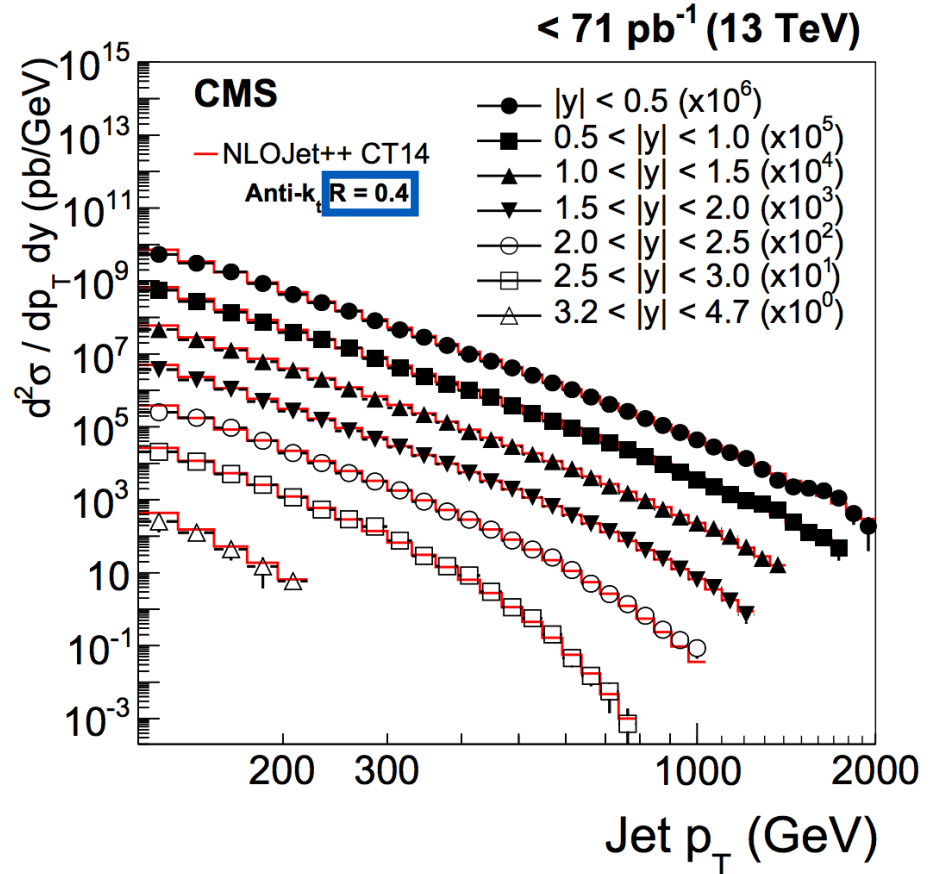 < 71 pb⁻¹ (13 TeV)
CMS
NLOJet++ CT14
Anti-kₜ R = 0.4
|y| < 0.5 (x10⁶)
0.5 < |y| < 1.0 (x10⁵)
1.0 < |y| < 1.5 (x10⁴)
1.5 < |y| < 2.0 (x10³)
2.0 < |y| < 2.5 (x10²)
2.5 < |y| < 3.0 (x10¹)
3.2 < |y| < 4.7 (x10⁰)
d²σ / dp_T dy (pb/GeV)
10¹⁵
10¹³
10¹¹
10⁹
10⁷
10⁵
10³
10
10⁻¹
10⁻³
200 300 1000 2000
Jet p_T (GeV)